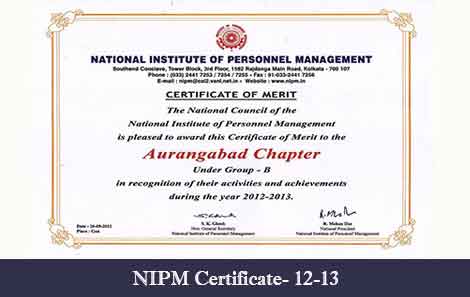 NATIONAL INSTITUTE OF PERSONNEL MANAGEMENT
Southend Conclave, Tower Block, 3rd Floor, 1582 Rajdanga Main Road, Kolkata - 700 107
Phone : (033) 2441 7253 / 7254 / 7255 • Fax : 91-033-2441 7256
E-mail : nipm@cal2.vsnl.net.in • Website : www.nipm.in
CERTIFICATE OF MERIT
The National Council of the
National Institute of Personnel Management
is pleased to award this Certificate of Merit to the
Aurangabad Chapter
Under Group - B
in recognition of their activities and achievements
during the year 2012-2013.
S. K. Ghosh
Hon. General Secretary
National Institute of Personnel Management
R. Mohan Das
National President
National Institute of Personnel Management
Place : Goa
NIPM Certificate- 12-13